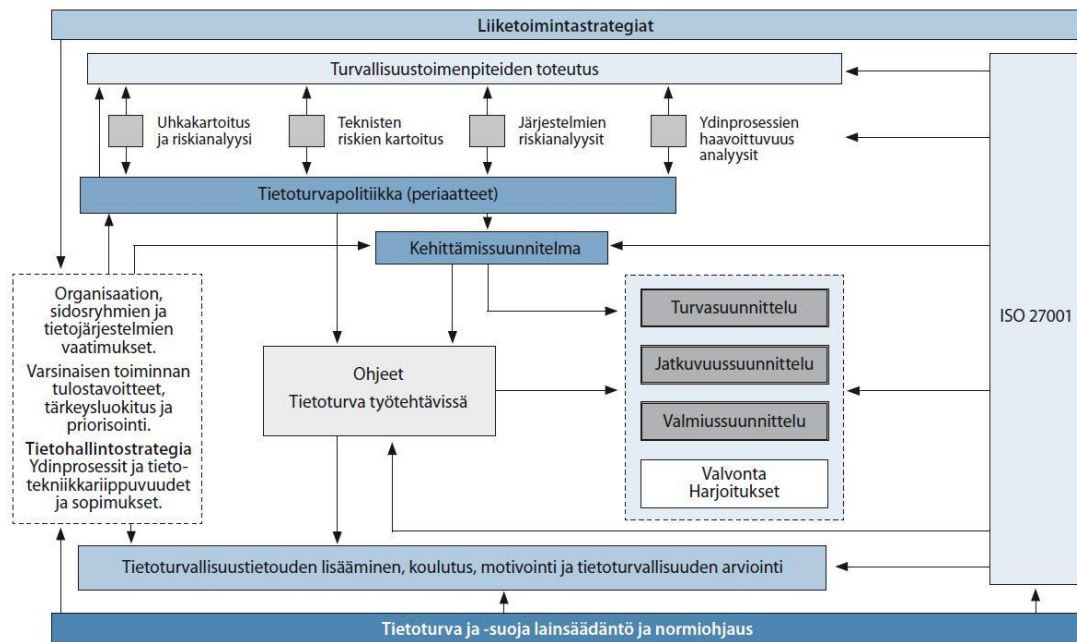 Liiketoimintastrategiat
Turvallisuustoimenpiteiden toteutus
Uhkakartoitus
ja riskianalyysi
Teknisten
riskien kartoitus
Järjestelmien
riskianalyysit
Ydinprosessien
haavoittuvuus
analyysit
Tietoturvapolitiikka (periaatteet)
Kehittämissuunnitelma
Organisaation,
sidosryhmien ja
tietojärjestelmien
vaatimukset.
Varsinaisen toiminnan
tulostavoitteet,
tärkeysluokitus ja
priorisointi.
Tietohallintostrategia
Ydinprosessit ja tieto-
tekniikkariippuvuudet
ja sopimukset.
Ohjeet
Tietoturva työtehtävissä
Turvasuunnittelu
Jatkuvuussuunnittelu
Valmiussuunnittelu
Valvonta
Harjoitukset
ISO 27001
Tietoturvallisuustietouden lisääminen, koulutus, motivointi ja tietoturvallisuuden arviointi
Tietoturva ja -suoja lainsäädäntö ja normiohjaus